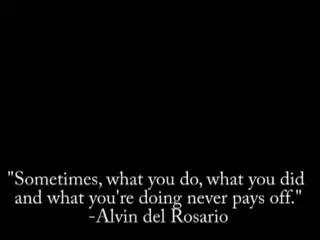 "Sometimes, what you do, what you did
and what you're doing never pays off."
-Alvin del Rosario